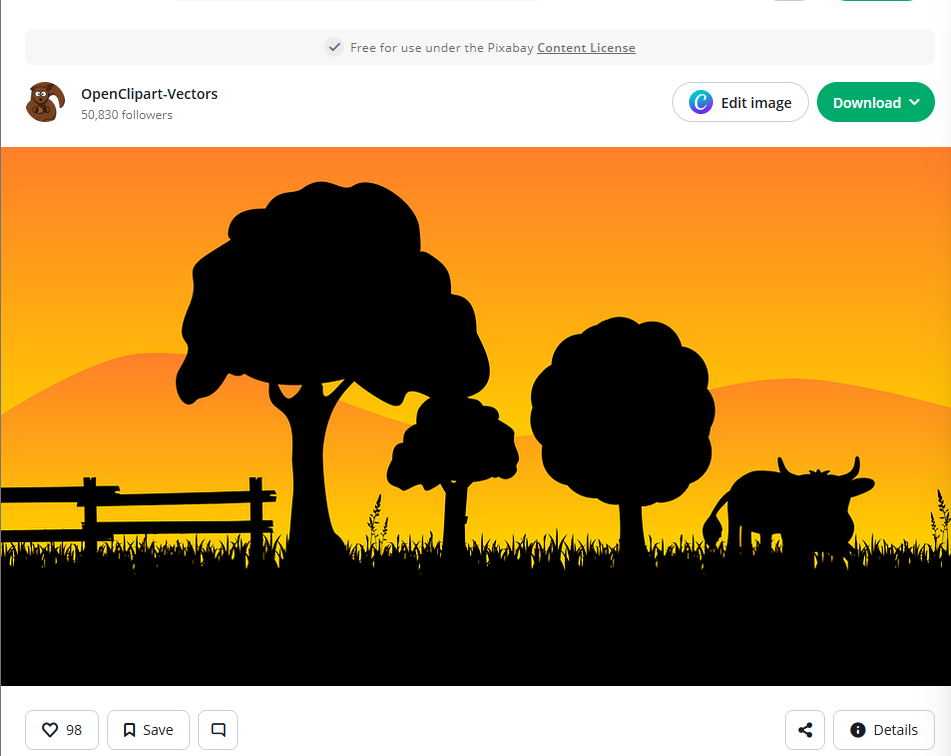 Free for use under the Pixabay Content License
OpenClipart-Vectors
50,830 followers
Edit image
Download
98
Save
Details